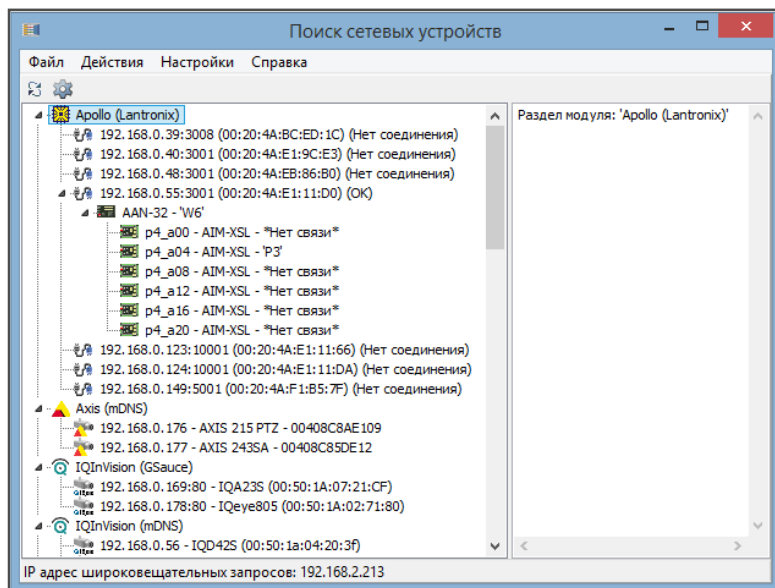 Поиск сетевых устройств
Файл Действия Настройки Справка
Apollo (Lantronix)
192.168.0.39:3008 (00:20:4A:BC:ED:1C) (Нет соединения)
192.168.0.40:3001 (00:20:4A:E1:9C:E3) (Нет соединения)
192.168.0.48:3001 (00:20:4A:EB:86:B0) (Нет соединения)
192.168.0.55:3001 (00:20:4A:E1:11:D0) (OK)
AAN-32 - 'W6'
p4_a00 - AIM-XSL - *Нет связи*
p4_a04 - AIM-XSL - 'P3'
p4_a08 - AIM-XSL - *Нет связи*
p4_a12 - AIM-XSL - *Нет связи*
p4_a16 - AIM-XSL - *Нет связи*
p4_a20 - AIM-XSL - *Нет связи*
192.168.0.123:10001 (00:20:4A:E1:11:66) (Нет соединения)
192.168.0.124:10001 (00:20:4A:E1:11:DA) (Нет соединения)
192.168.0.149:5001 (00:20:4A:F1:B5:7F) (Нет соединения)
Axis (mDNS)
192.168.0.176 - AXIS 215 PTZ - 00408C8AE109
192.168.0.177 - AXIS 243SA - 00408C85DE12
IQInVision (GSauce)
192.168.0.169:80 - IQA23S (00:50:1A:07:21:CF)
192.168.0.178:80 - IQeye805 (00:50:1A:02:71:80)
IQInVision (mDNS)
192.168.0.56 - IQD42S (00:50:1a:04:20:3f)
Раздел модуля: 'Apollo (Lantronix)'
IP адрес широковещательных запросов: 192.168.2.213